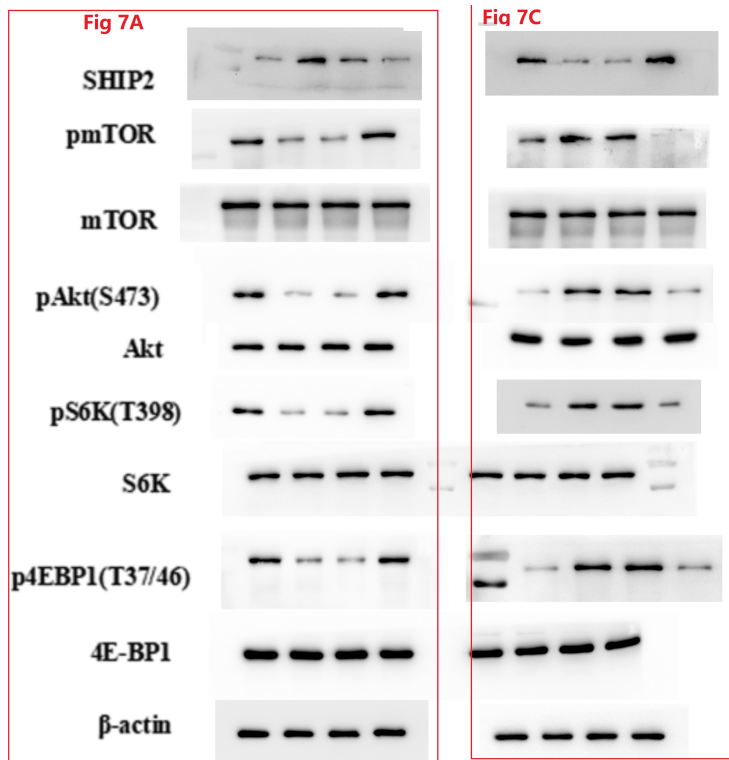 Fig 7A
Fig 7C
SHIP2
pmTOR
mTOR
pAkt(S473)
Akt
pS6K(T398)
S6K
p4EBP1(T37/46)
4E-BP1
β-actin